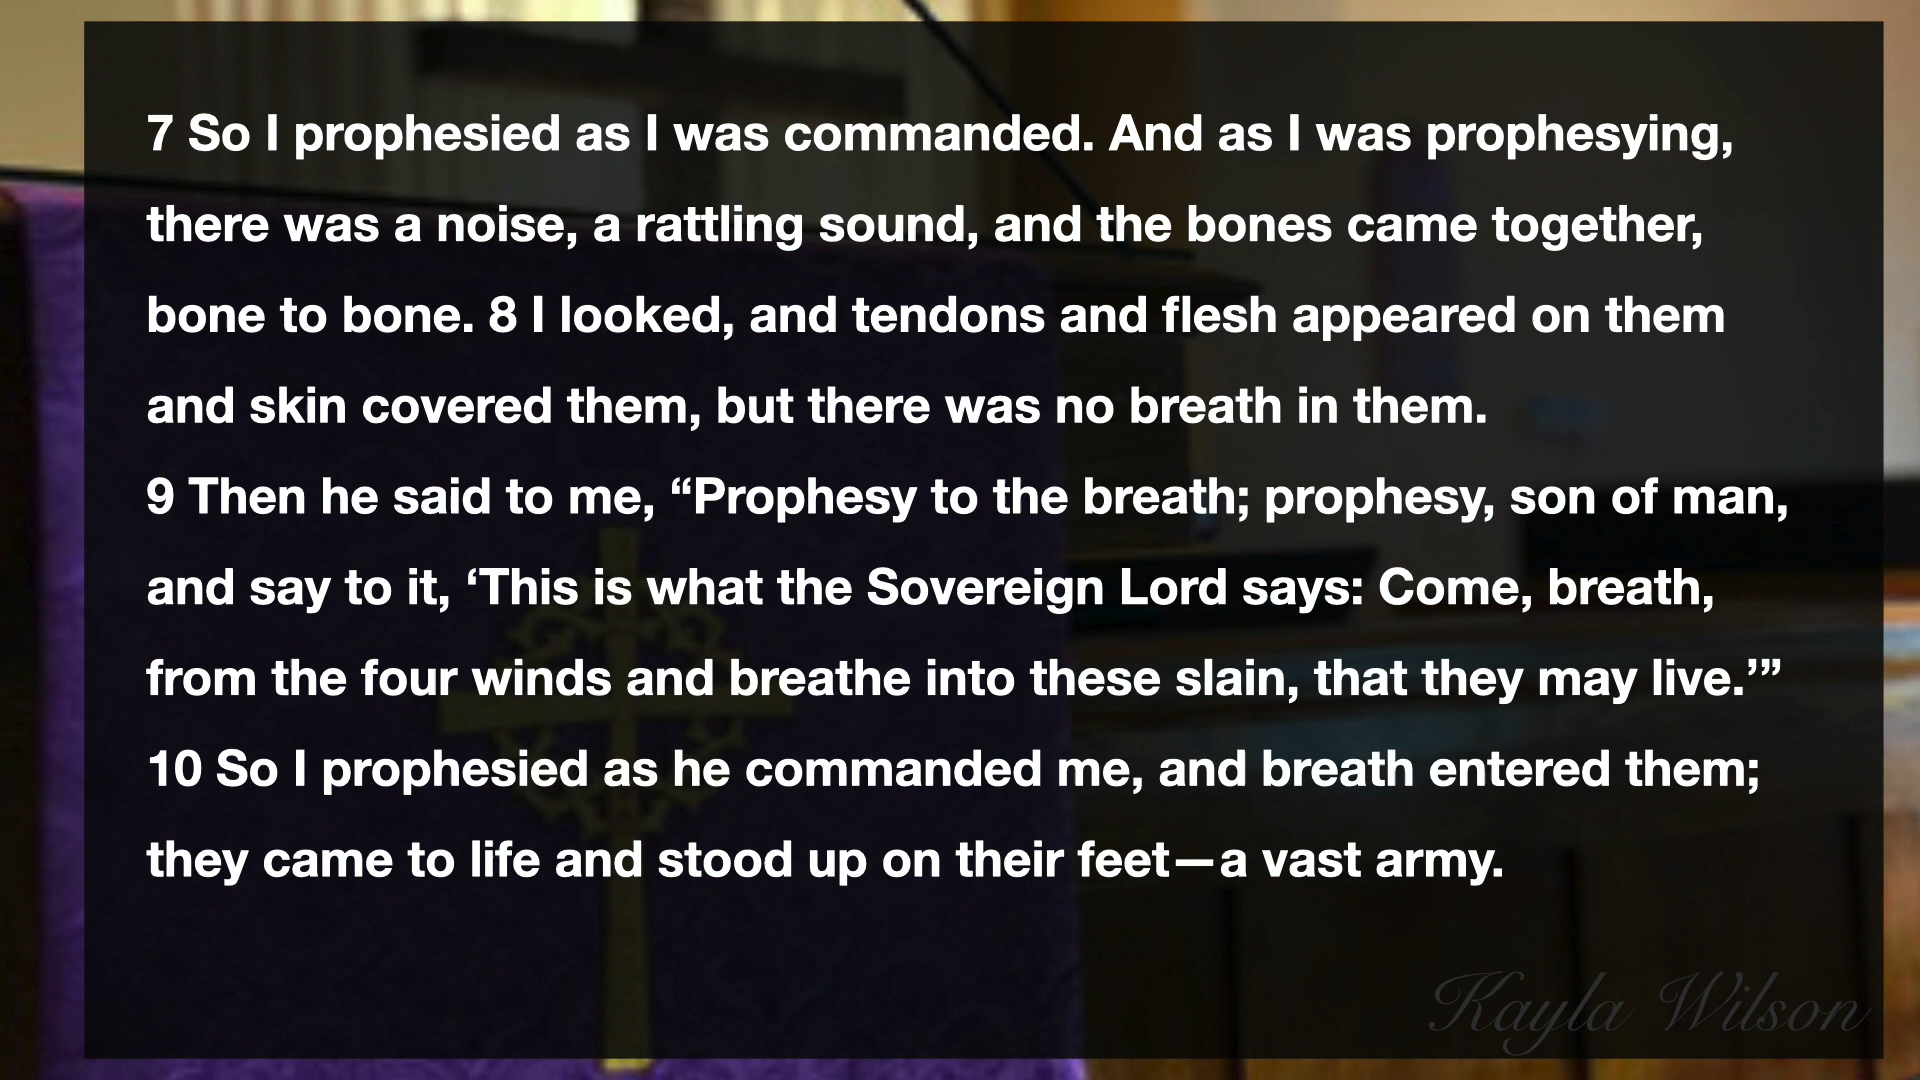 7 So I prophesied as I was commanded. And as I was prophesying,
there was a noise, a rattling sound, and the bones came together,
bone to bone. 8 I looked, and tendons and flesh appeared on them
and skin covered them, but there was no breath in them.
9 Then he said to me, “Prophesy to the breath; prophesy, son of man,
and say to it, ‘This is what the Sovereign Lord says: Come, breath,
from the four winds and breathe into these slain, that they may live.’”
10 So I prophesied as he commanded me, and breath entered them;
they came to life and stood up on their feet—a vast army.
Kayla Wilson